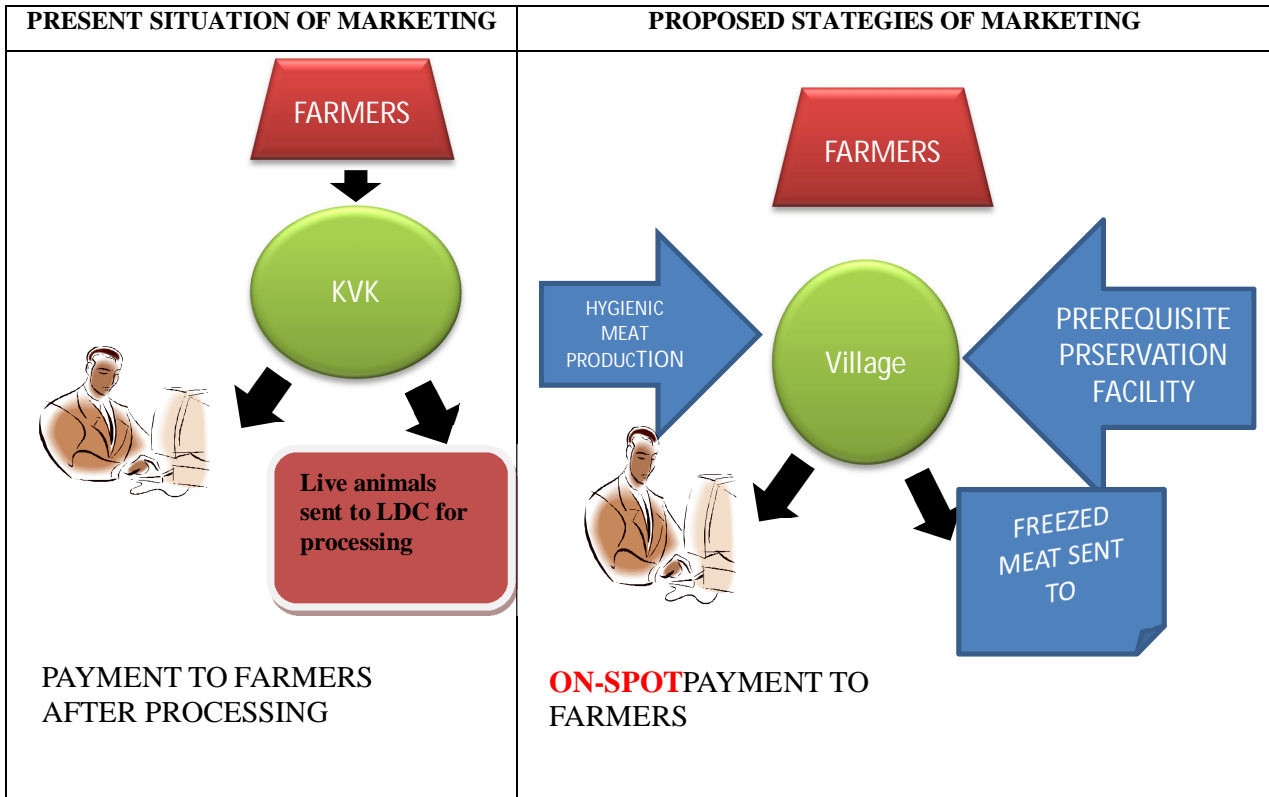 PRESENT SITUATION OF MARKETING
FARMERS
KVK
Live animals
sent to LDC for
processing
PAYMENT TO FARMERS
AFTER PROCESSING
PROPOSED STATEGIES OF MARKETING
FARMERS
HYGIENIC
MEAT
PRODUCTION
Village
PREREQUISITE
PRSERVATION
FACILITY
FREEZED
MEAT SENT
TO
ON-SPOTPAYMENT TO
FARMERS